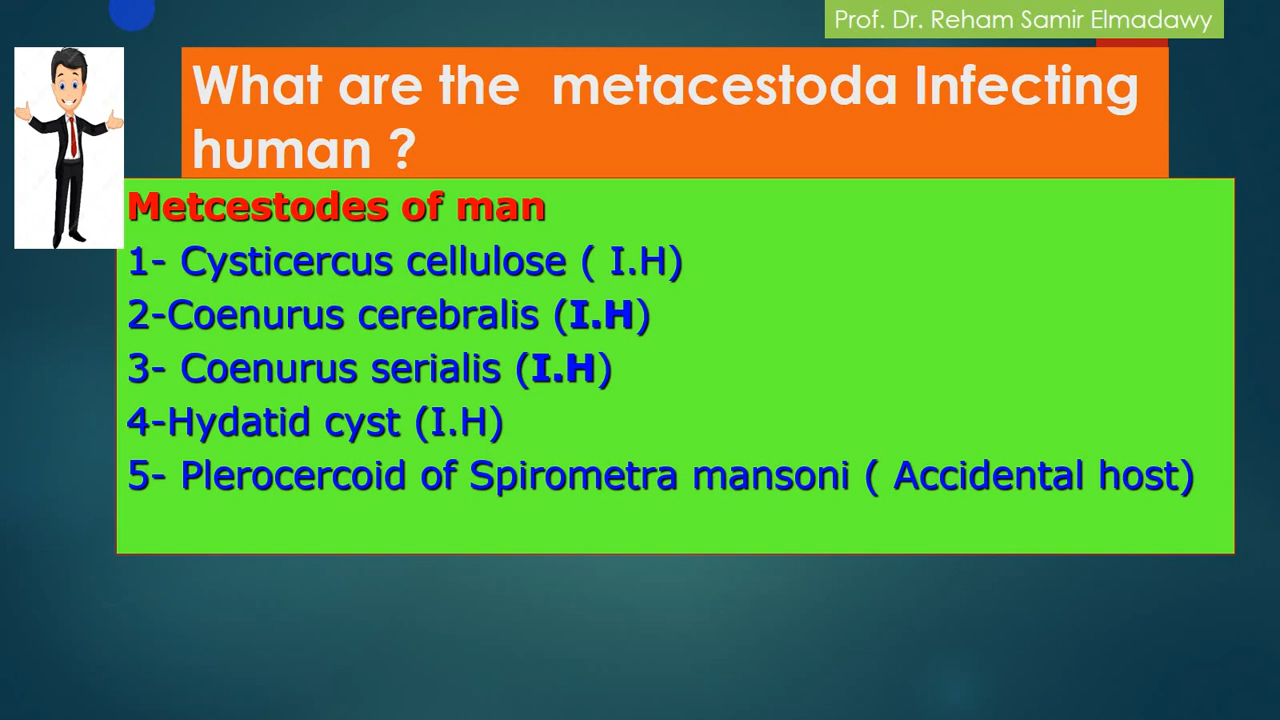 Prof. Dr. Reham Samir Elmadawy
What are the metacestoda Infecting
human ?
Metcestodes of man
1- Cysticercus cellulose ( I.H)
2-Coenurus cerebralis (I.H)
3- Coenurus serialis (I.H)
4-Hydatid cyst (I.H)
5- Plerocercoid of Spirometra mansoni ( Accidental host)